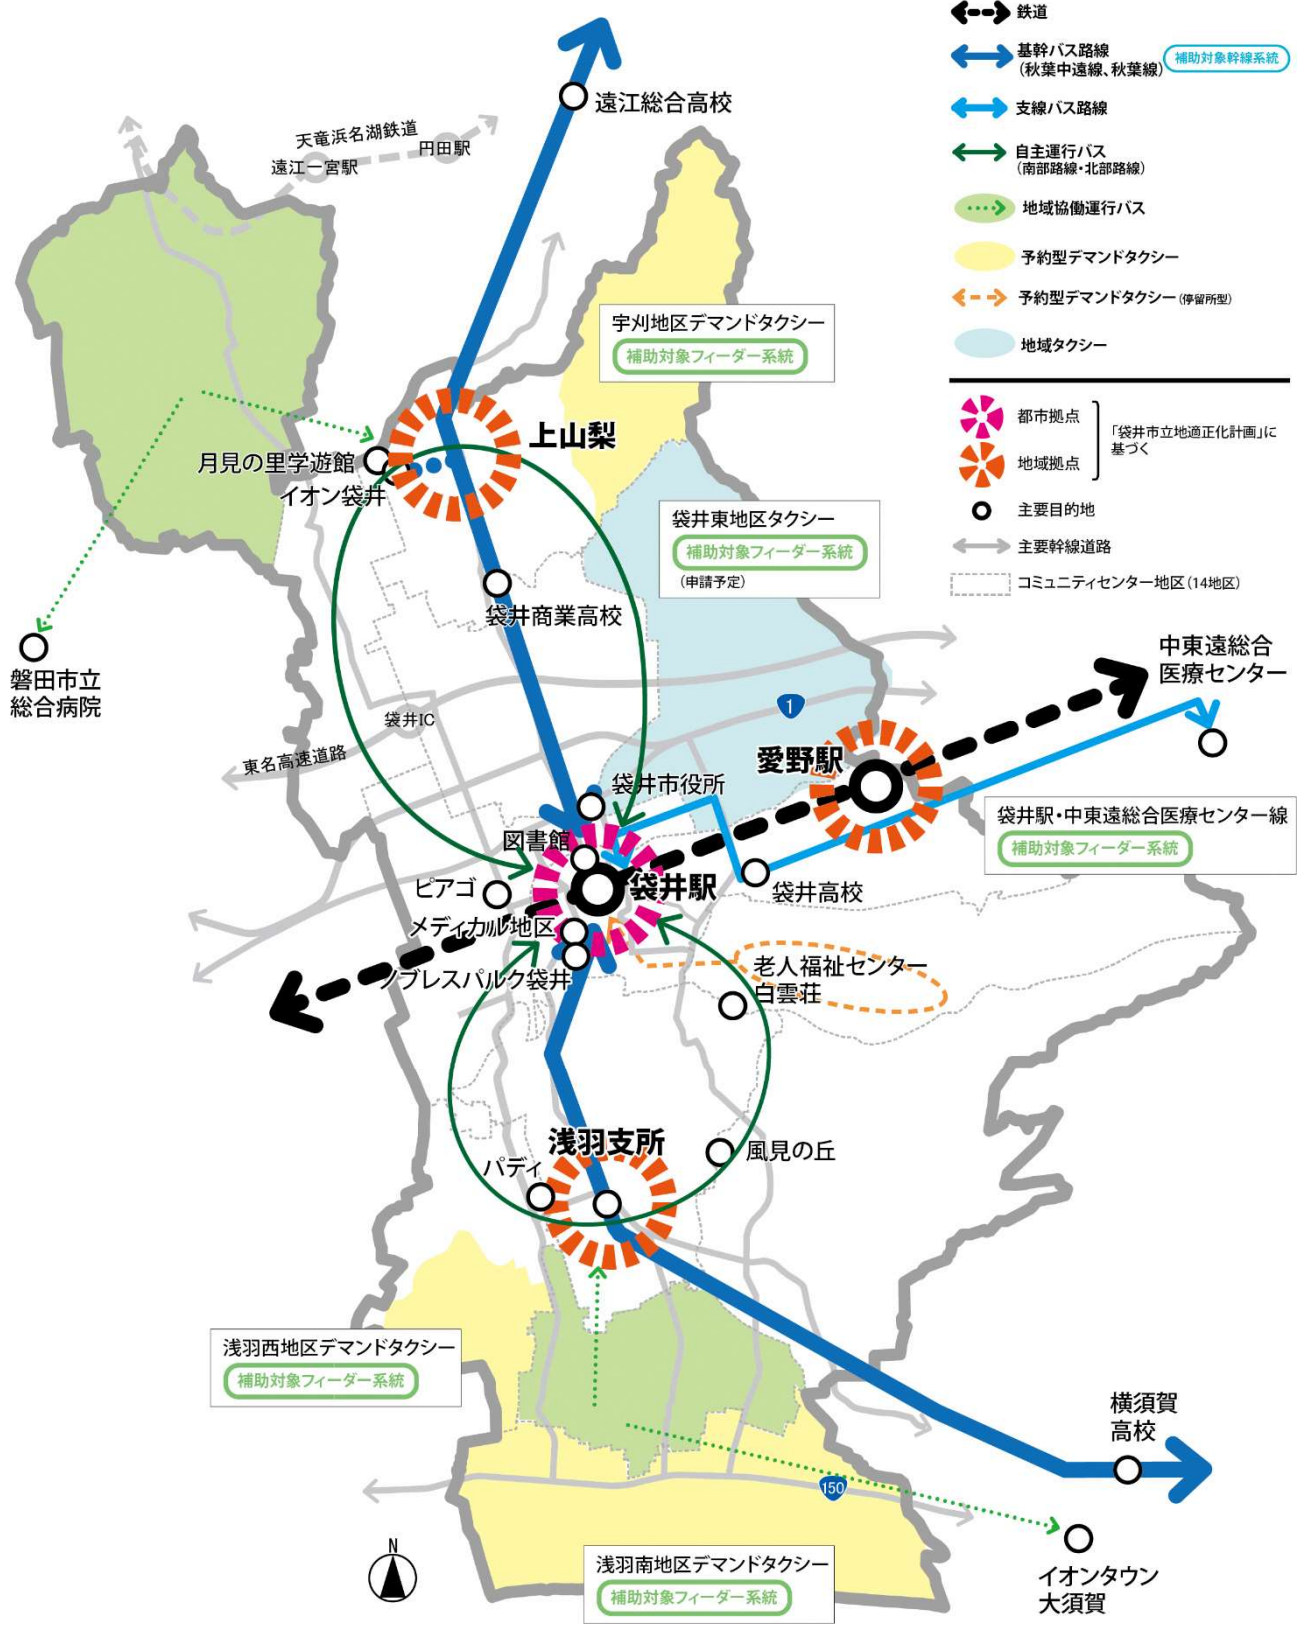 鉄道
基幹バス路線
(秋葉中遠線、秋葉線)
補助対象幹線系統
支線バス路線
自主運行バス
(南部路線・北部路線)
地域協働運行バス
予約型デマンドタクシー
予約型デマンドタクシー(停留所型)
地域タクシー
都市拠点
地域拠点
「袋井市立地適正化計画」に
基づく
主要目的地
主要幹線道路
コミュニティセンター地区(14地区)
遠江総合高校
天竜浜名湖鉄道
円田駅
遠江一宮駅
宇刈地区デマンドタクシー
補助対象フィーダー系統
上山梨
月見の里学遊館
イオン袋井
袋井東地区タクシー
補助対象フィーダー系統
(申請予定)
袋井商業高校
磐田市立
総合病院
中東遠総合
医療センター
袋井IC
1
東名高速道路
愛野駅
袋井市役所
袋井駅・中東遠総合医療センター線
補助対象フィーダー系統
図書館
袋井駅
ピアゴ
袋井高校
メディカル地区
ノブレスパルク袋井
老人福祉センター
白雲荘
浅羽支所
パディ
風見の丘
浅羽西地区デマンドタクシー
補助対象フィーダー系統
横須賀
高校
150
N
浅羽南地区デマンドタクシー
補助対象フィーダー系統
イオンタウン
大須賀